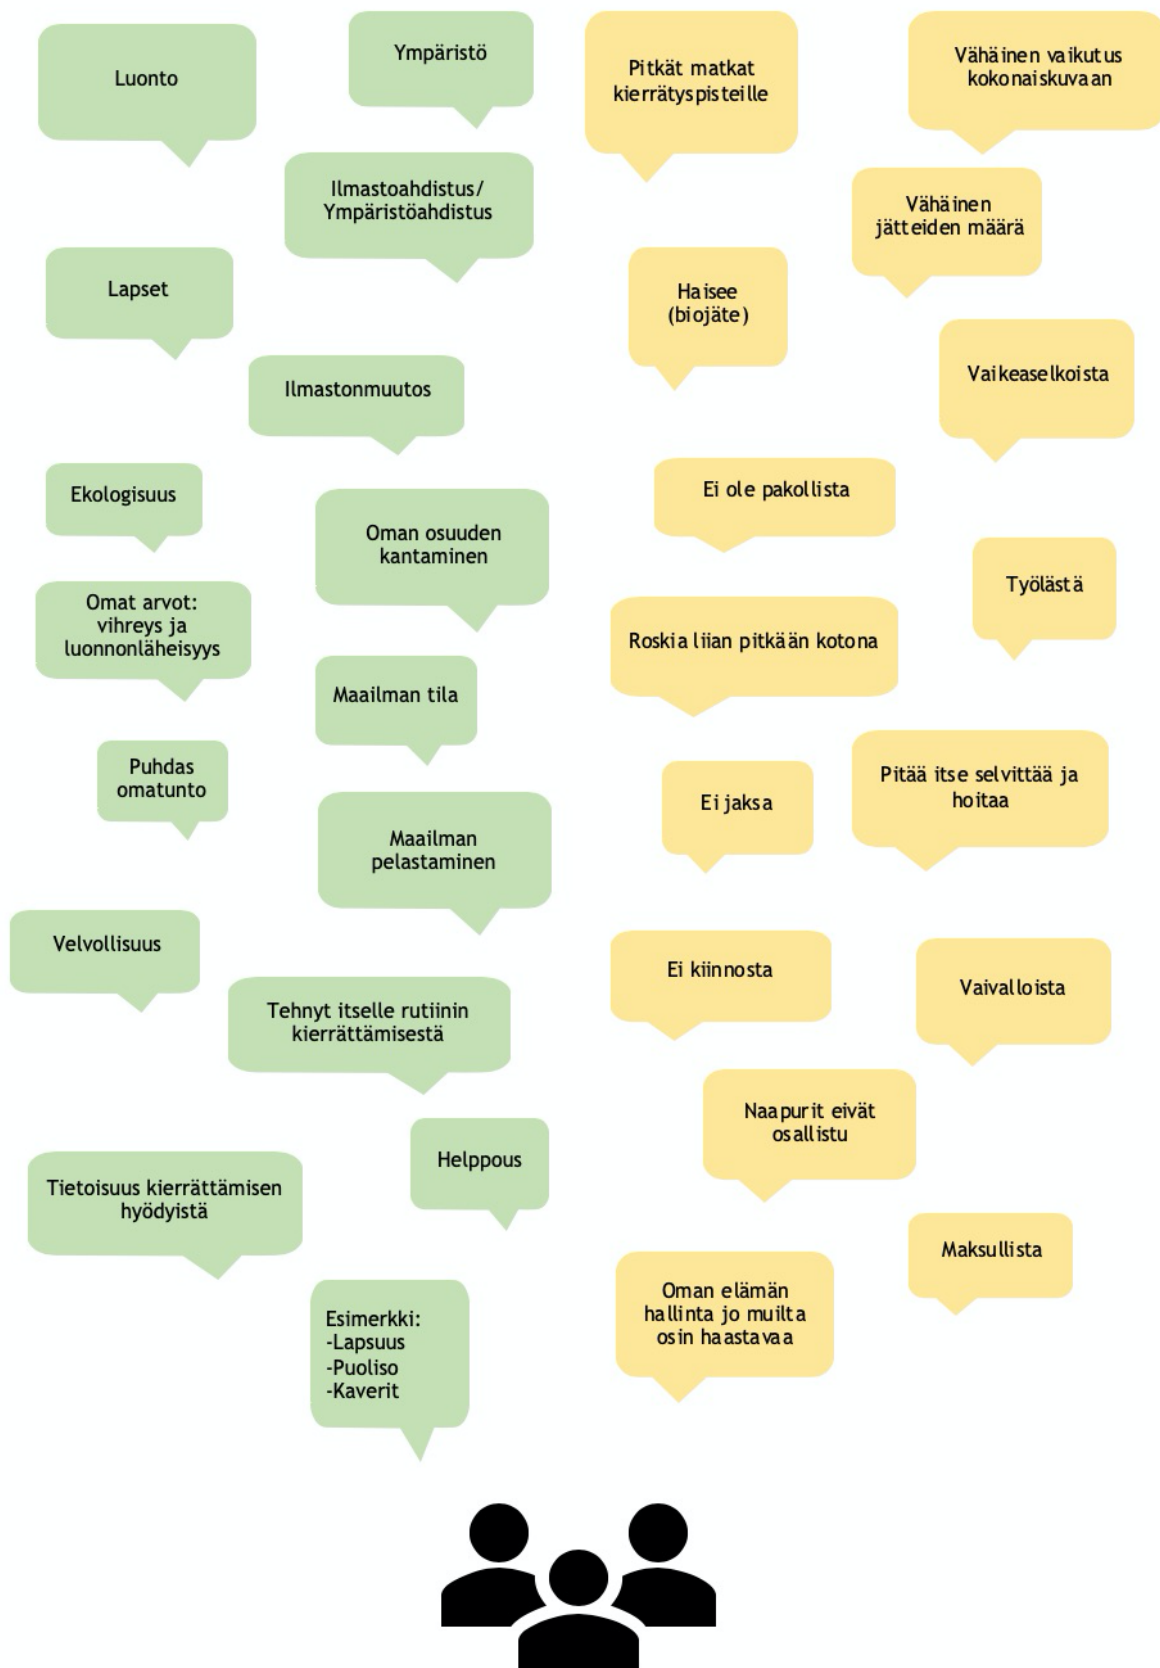 Luonto
Ympäristö
Ilmastoahdistus/
Ympäristöahdistus
Lapset
Ilmastonmuutos
Ekologisuus
Oman osuuden
kantaminen
Omat arvot:
vihreys ja
luonnonläheisyys
Maailman tila
Puhdas
omatunto
Maailman
pelastaminen
Velvollisuus
Tehnyt itselle rutiinin
kierrättämisestä
Helppous
Tietoisuus kierrättämisen
hyödyistä
Esimerkki:
-Lapsuus
-Puoliso
-Kaverit
Pitkät matkat
kierrätyspisteille
Vähäinen vaikutus
kokonaiskuvaan
Vähäinen
jätteiden määrä
Haisee
(biojäte)
Vaikeaselkoista
Ei ole pakollista
Työlästä
Roskia liian pitkään kotona
Pitää itse selvittää ja
hoitaa
Ei jaksa
Ei kiinnosta
Vaivalloista
Naapurit eivät
osallistu
Maksullista
Oman elämän
hallinta jo muilta
osin haastavaa